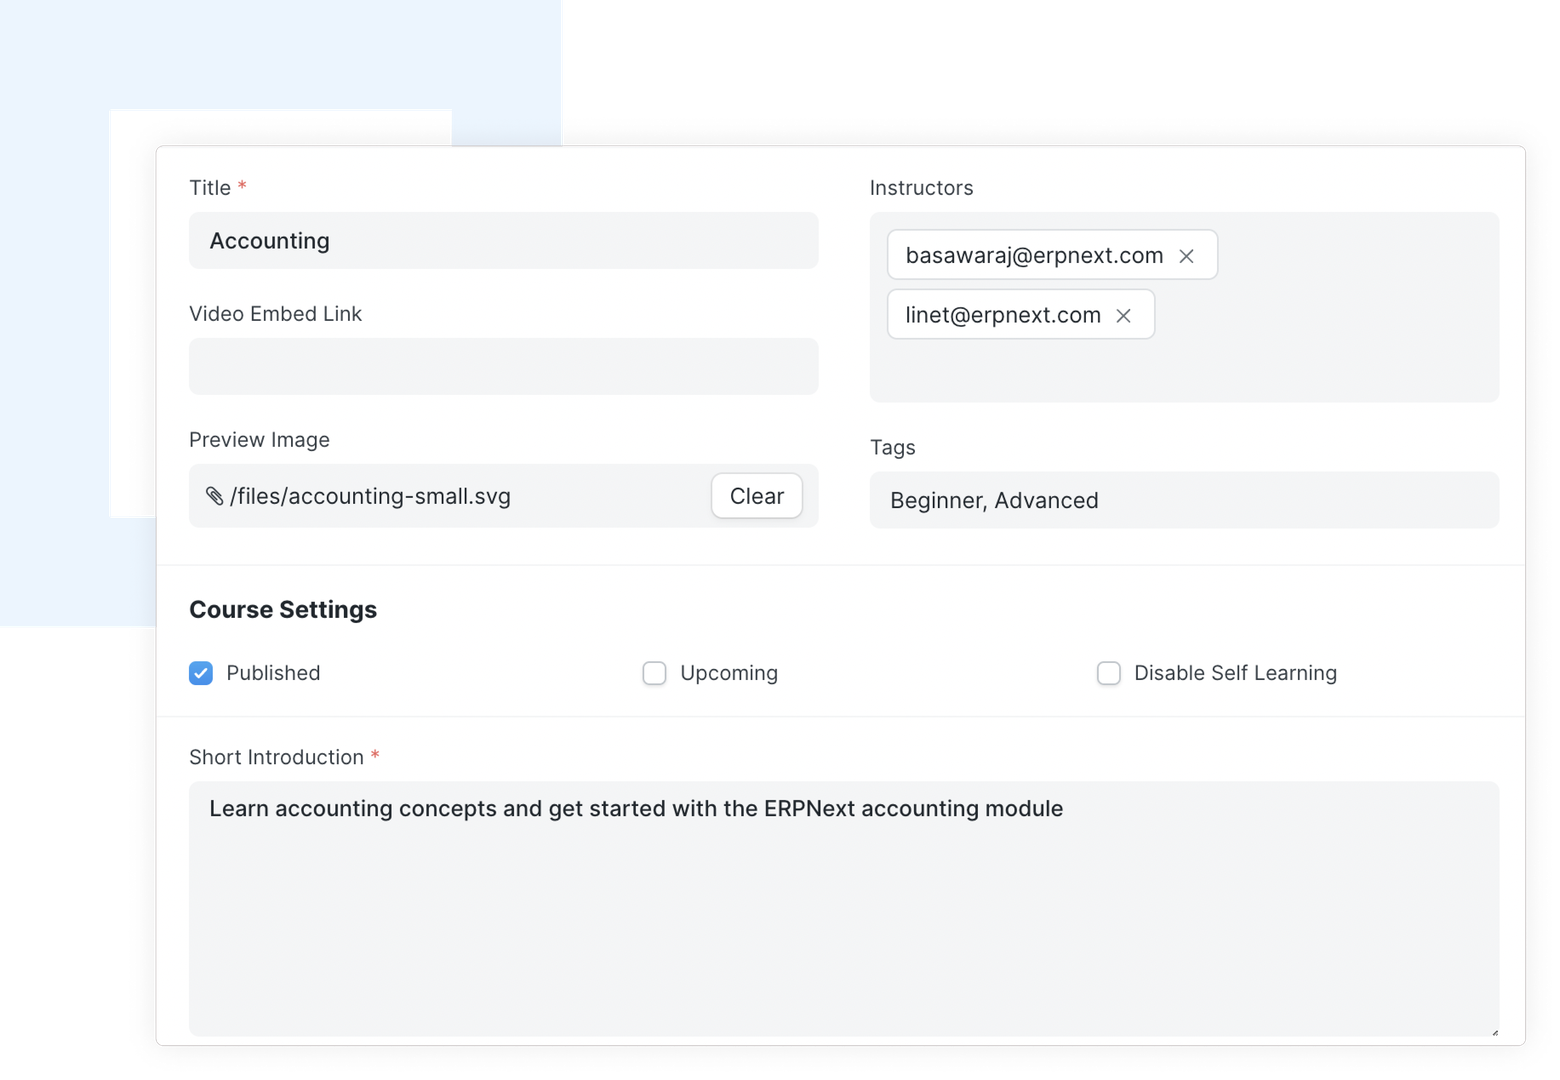 Title *
Accounting
Video Embed Link
Preview Image
/files/accounting-small.svg
Clear
Instructors
basawaraj@erpnext.com
linet@erpnext.com
Tags
Beginner, Advanced
Course Settings
Published
Upcoming
Disable Self Learning
Short Introduction *
Learn accounting concepts and get started with the ERPNext accounting module